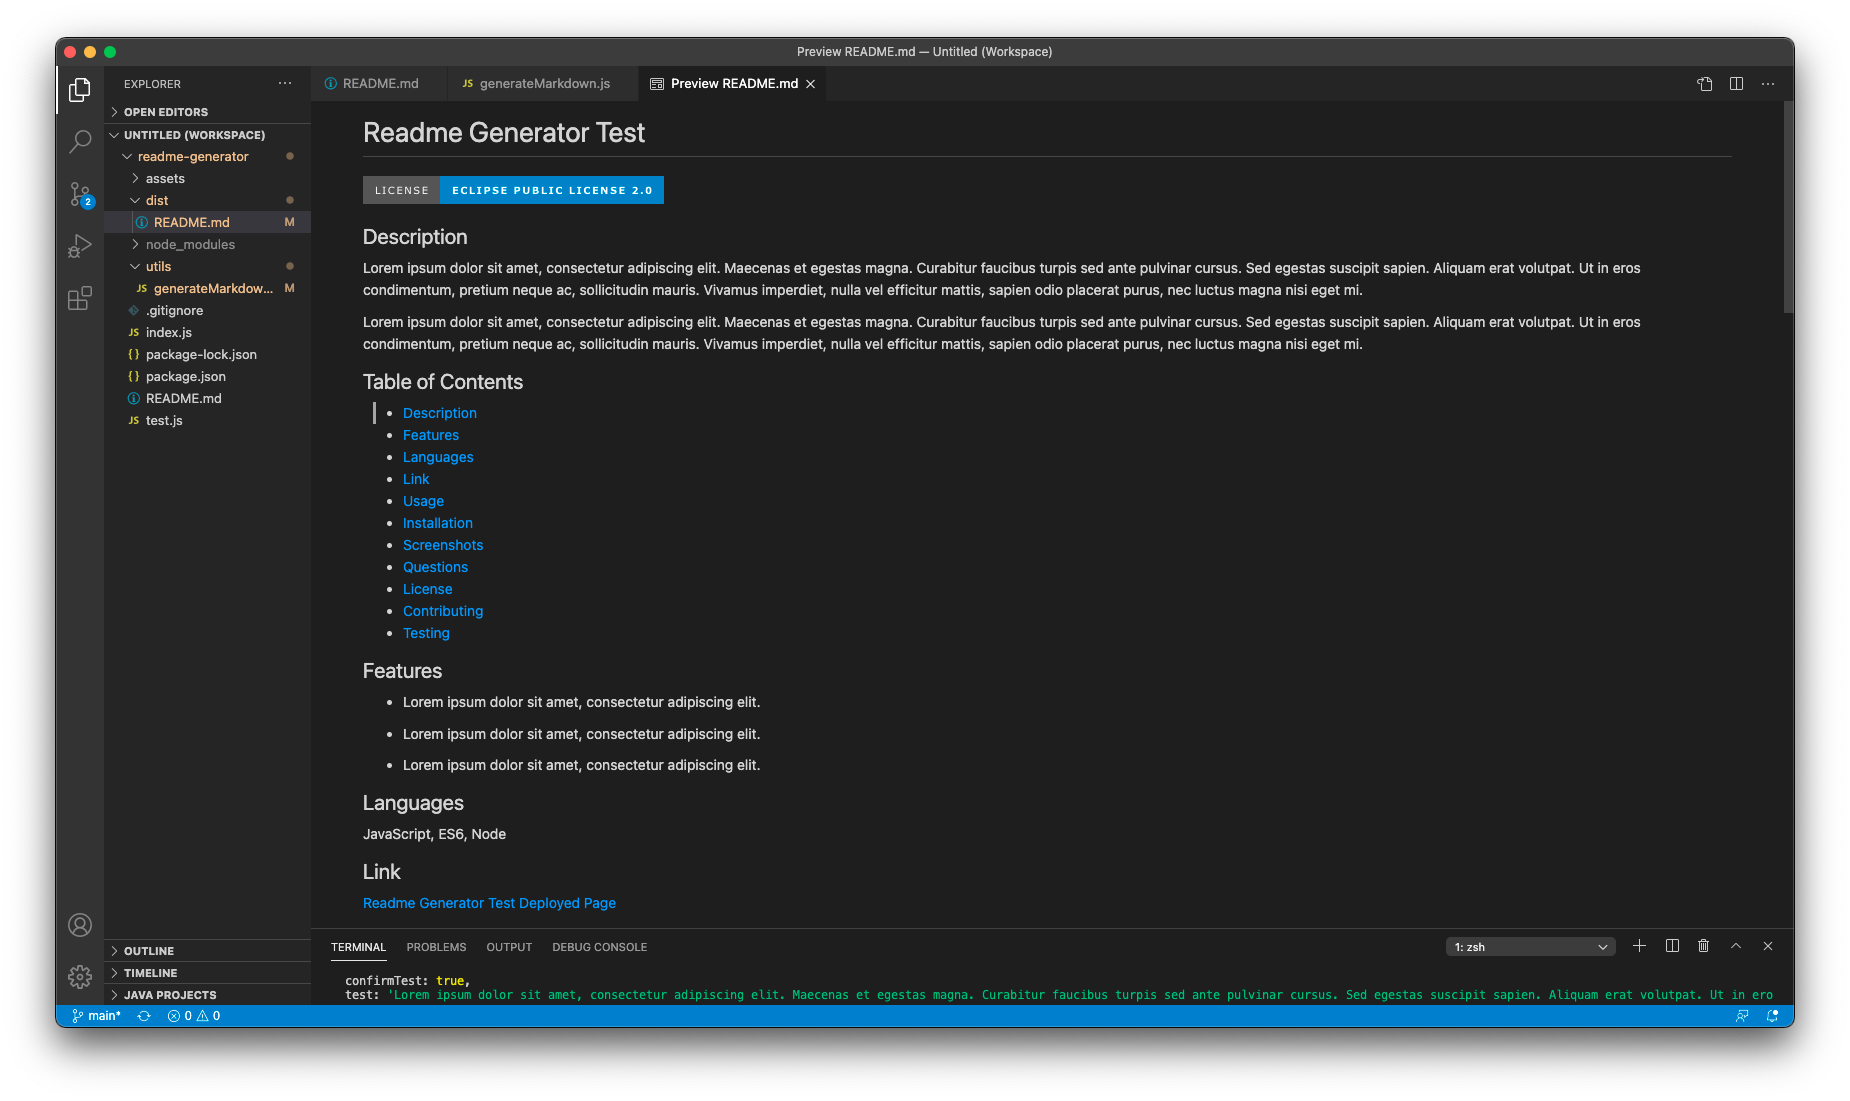 Preview README.md — Untitled (Workspace)
EXPLORER
README.md
JS generateMarkdown.js
Preview README.md
OPEN EDITORS
UNTITLED (WORKSPACE)
readme-generator
assets
dist
README.md M
node_modules
utils
JS generateMarkdow... M
.gitignore
JS index.js
{} package-lock.json
{} package.json
README.md
JS test.js
OUTLINE
TIMELINE
JAVA PROJECTS
2
Readme Generator Test
LICENSE ECLIPSE PUBLIC LICENSE 2.0
Description
Lorem ipsum dolor sit amet, consectetur adipiscing elit. Maecenas et egestas magna. Curabitur faucibus turpis sed ante pulvinar cursus. Sed egestas suscipit sapien. Aliquam erat volutpat. Ut in eros
condimentum, pretium neque ac, sollicitudin mauris. Vivamus imperdiet, nulla vel efficitur mattis, sapien odio placerat purus, nec luctus magna nisi eget mi.
Lorem ipsum dolor sit amet, consectetur adipiscing elit. Maecenas et egestas magna. Curabitur faucibus turpis sed ante pulvinar cursus. Sed egestas suscipit sapien. Aliquam erat volutpat. Ut in eros
condimentum, pretium neque ac, sollicitudin mauris. Vivamus imperdiet, nulla vel efficitur mattis, sapien odio placerat purus, nec luctus magna nisi eget mi.
Table of Contents
• Description
• Features
• Languages
• Link
• Usage
• Installation
• Screenshots
• Questions
• License
• Contributing
• Testing
Features
• Lorem ipsum dolor sit amet, consectetur adipiscing elit.
• Lorem ipsum dolor sit amet, consectetur adipiscing elit.
• Lorem ipsum dolor sit amet, consectetur adipiscing elit.
Languages
JavaScript, ES6, Node
Link
Readme Generator Test Deployed Page
TERMINAL PROBLEMS OUTPUT DEBUG CONSOLE
1: zsh
confirmTest: true,
test: 'Lorem ipsum dolor sit amet, consectetur adipiscing elit. Maecenas et egestas magna. Curabitur faucibus turpis sed ante pulvinar cursus. Sed egestas suscipit sapien. Aliquam erat volutpat. Ut in ero
main* 0 0